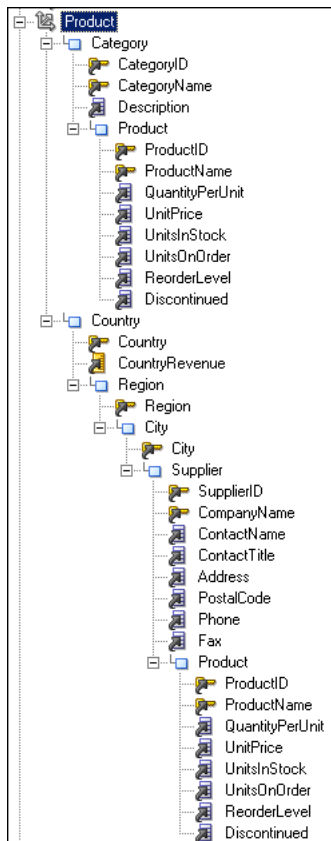 Product
Category
CategoryID
CategoryName
Description
Product
ProductID
ProductName
QuantityPerUnit
UnitPrice
UnitsInStock
UnitsOnOrder
ReorderLevel
Discontinued
Country
Country
CountryRevenue
Region
Region
City
City
Supplier
SupplierID
CompanyName
ContactName
ContactTitle
Address
PostalCode
Phone
Fax
Product
ProductID
ProductName
QuantityPerUnit
UnitPrice
UnitsInStock
UnitsOnOrder
ReorderLevel
Discontinued